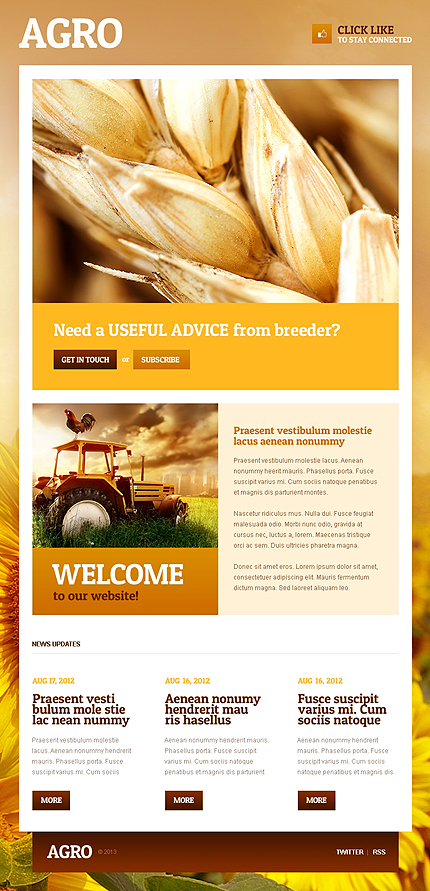 AGRO
CLICK LIKE
TO STAY CONNECTED
Need a USEFUL ADVICE from breeder?
GET IN TOUCH or SUBSCRIBE
WELCOME
to our website!
Praesent vestibulum molestie
lacus aenean nonummy
Praesent vestibulum molestie lacus. Aenean
nonummy heerit mauris. Phasellus porta. Fusce
suscipit varius mi. Cum sociis natoque penatibus
et magnis dis parturient montes.
Nascetur ridiculus mus. Nulla dui. Fusce feugiat
malesuada odio. Morbi nunc odio, gravida at
cursus nec, luctus a, lorem. Maecenas tristique
orci ac sem. Duis ultricies pharetra magna.
Donec sit amet eros. Lorem ipsum dolor sit amet,
consectetuer adipiscing elit. Mauris fermentum
dictum magna. Sed laoreet aliquam leo.
NEWS UPDATES
AUG 17, 2012
Praesent vesti
bulum mole stie
lac nean nummy
Praesent vestibulum molestie
lacus. Aenean nonummy hendrerit
mauris. Phasellus porta. Fusce
suscipit varius mi. Cum sociis
MORE
AUG 16, 2012
Aenean nonumy
hendrerit mau
ris hasellus
Aenean nonummy hendrerit mauris.
Phasellus porta. Fusce suscipit
varius mi. Cum sociis natoque
penatibus et magnis dis parturient
MORE
AUG 16, 2012
Fusce suscipit
varius mi. Cum
sociis natoque
Aenean nonummy hendrerit
mauris. Phasellus porta. Fusce
suscipit varius mi. Cum sociis
natoque penatibus et magnis dis
MORE
AGRO © 2013
TWITTER | RSS